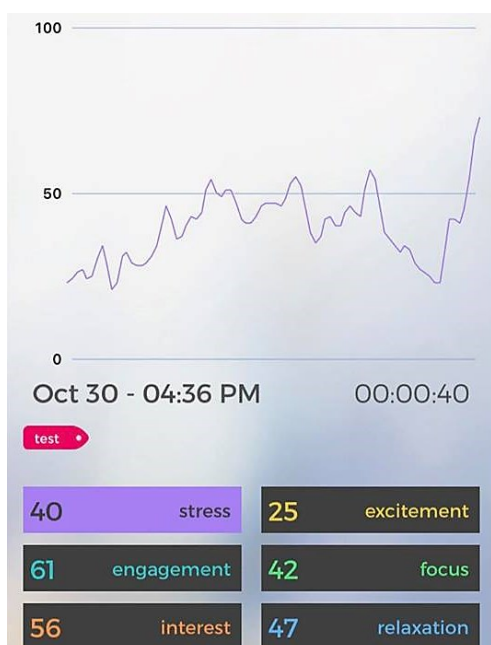 100
50
0
Oct 30 - 04:36 PM 00:00:40
test
40 stress 25 excitement
61 engagement 42 focus
56 interest 47 relaxation